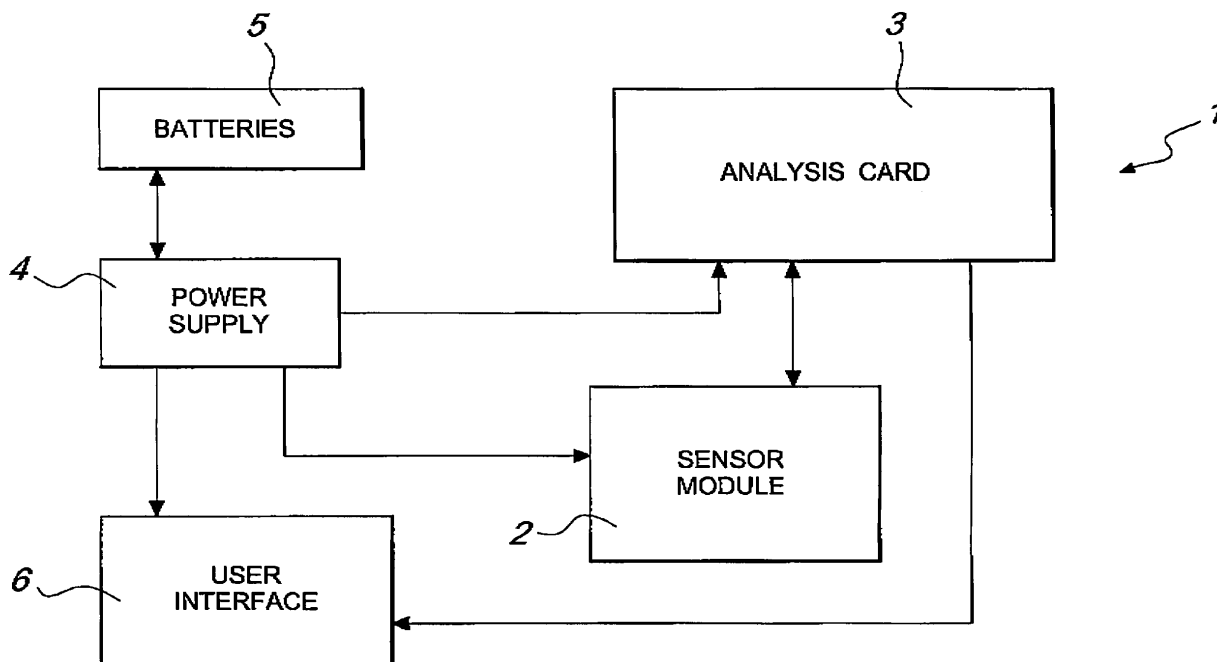 5
3
1
BATTERIES
ANALYSIS CARD
4
POWER
SUPPLY
SENSOR
MODULE
2
6
USER
INTERFACE